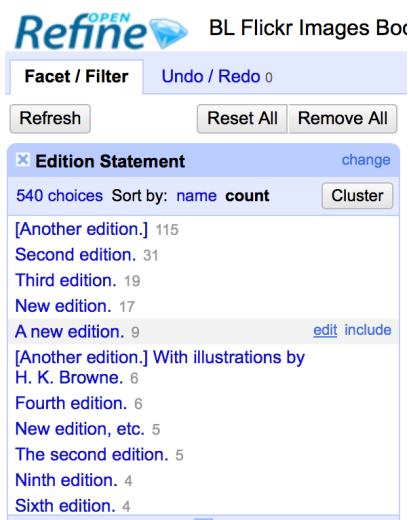 OPEN
Refine
BL Flickr Images Boo
Facet / Filter
Undo / Redo 0
Refresh
Reset All
Remove All
Edition Statement
change
540 choices Sort by: name count
Cluster
[Another edition.] 115
Second edition. 31
Third edition. 19
New edition. 17
A new edition. 9
edit include
[Another edition.] With illustrations by
H. K. Browne. 6
Fourth edition. 6
New edition, etc. 5
The second edition. 5
Ninth edition. 4
Sixth edition. 4